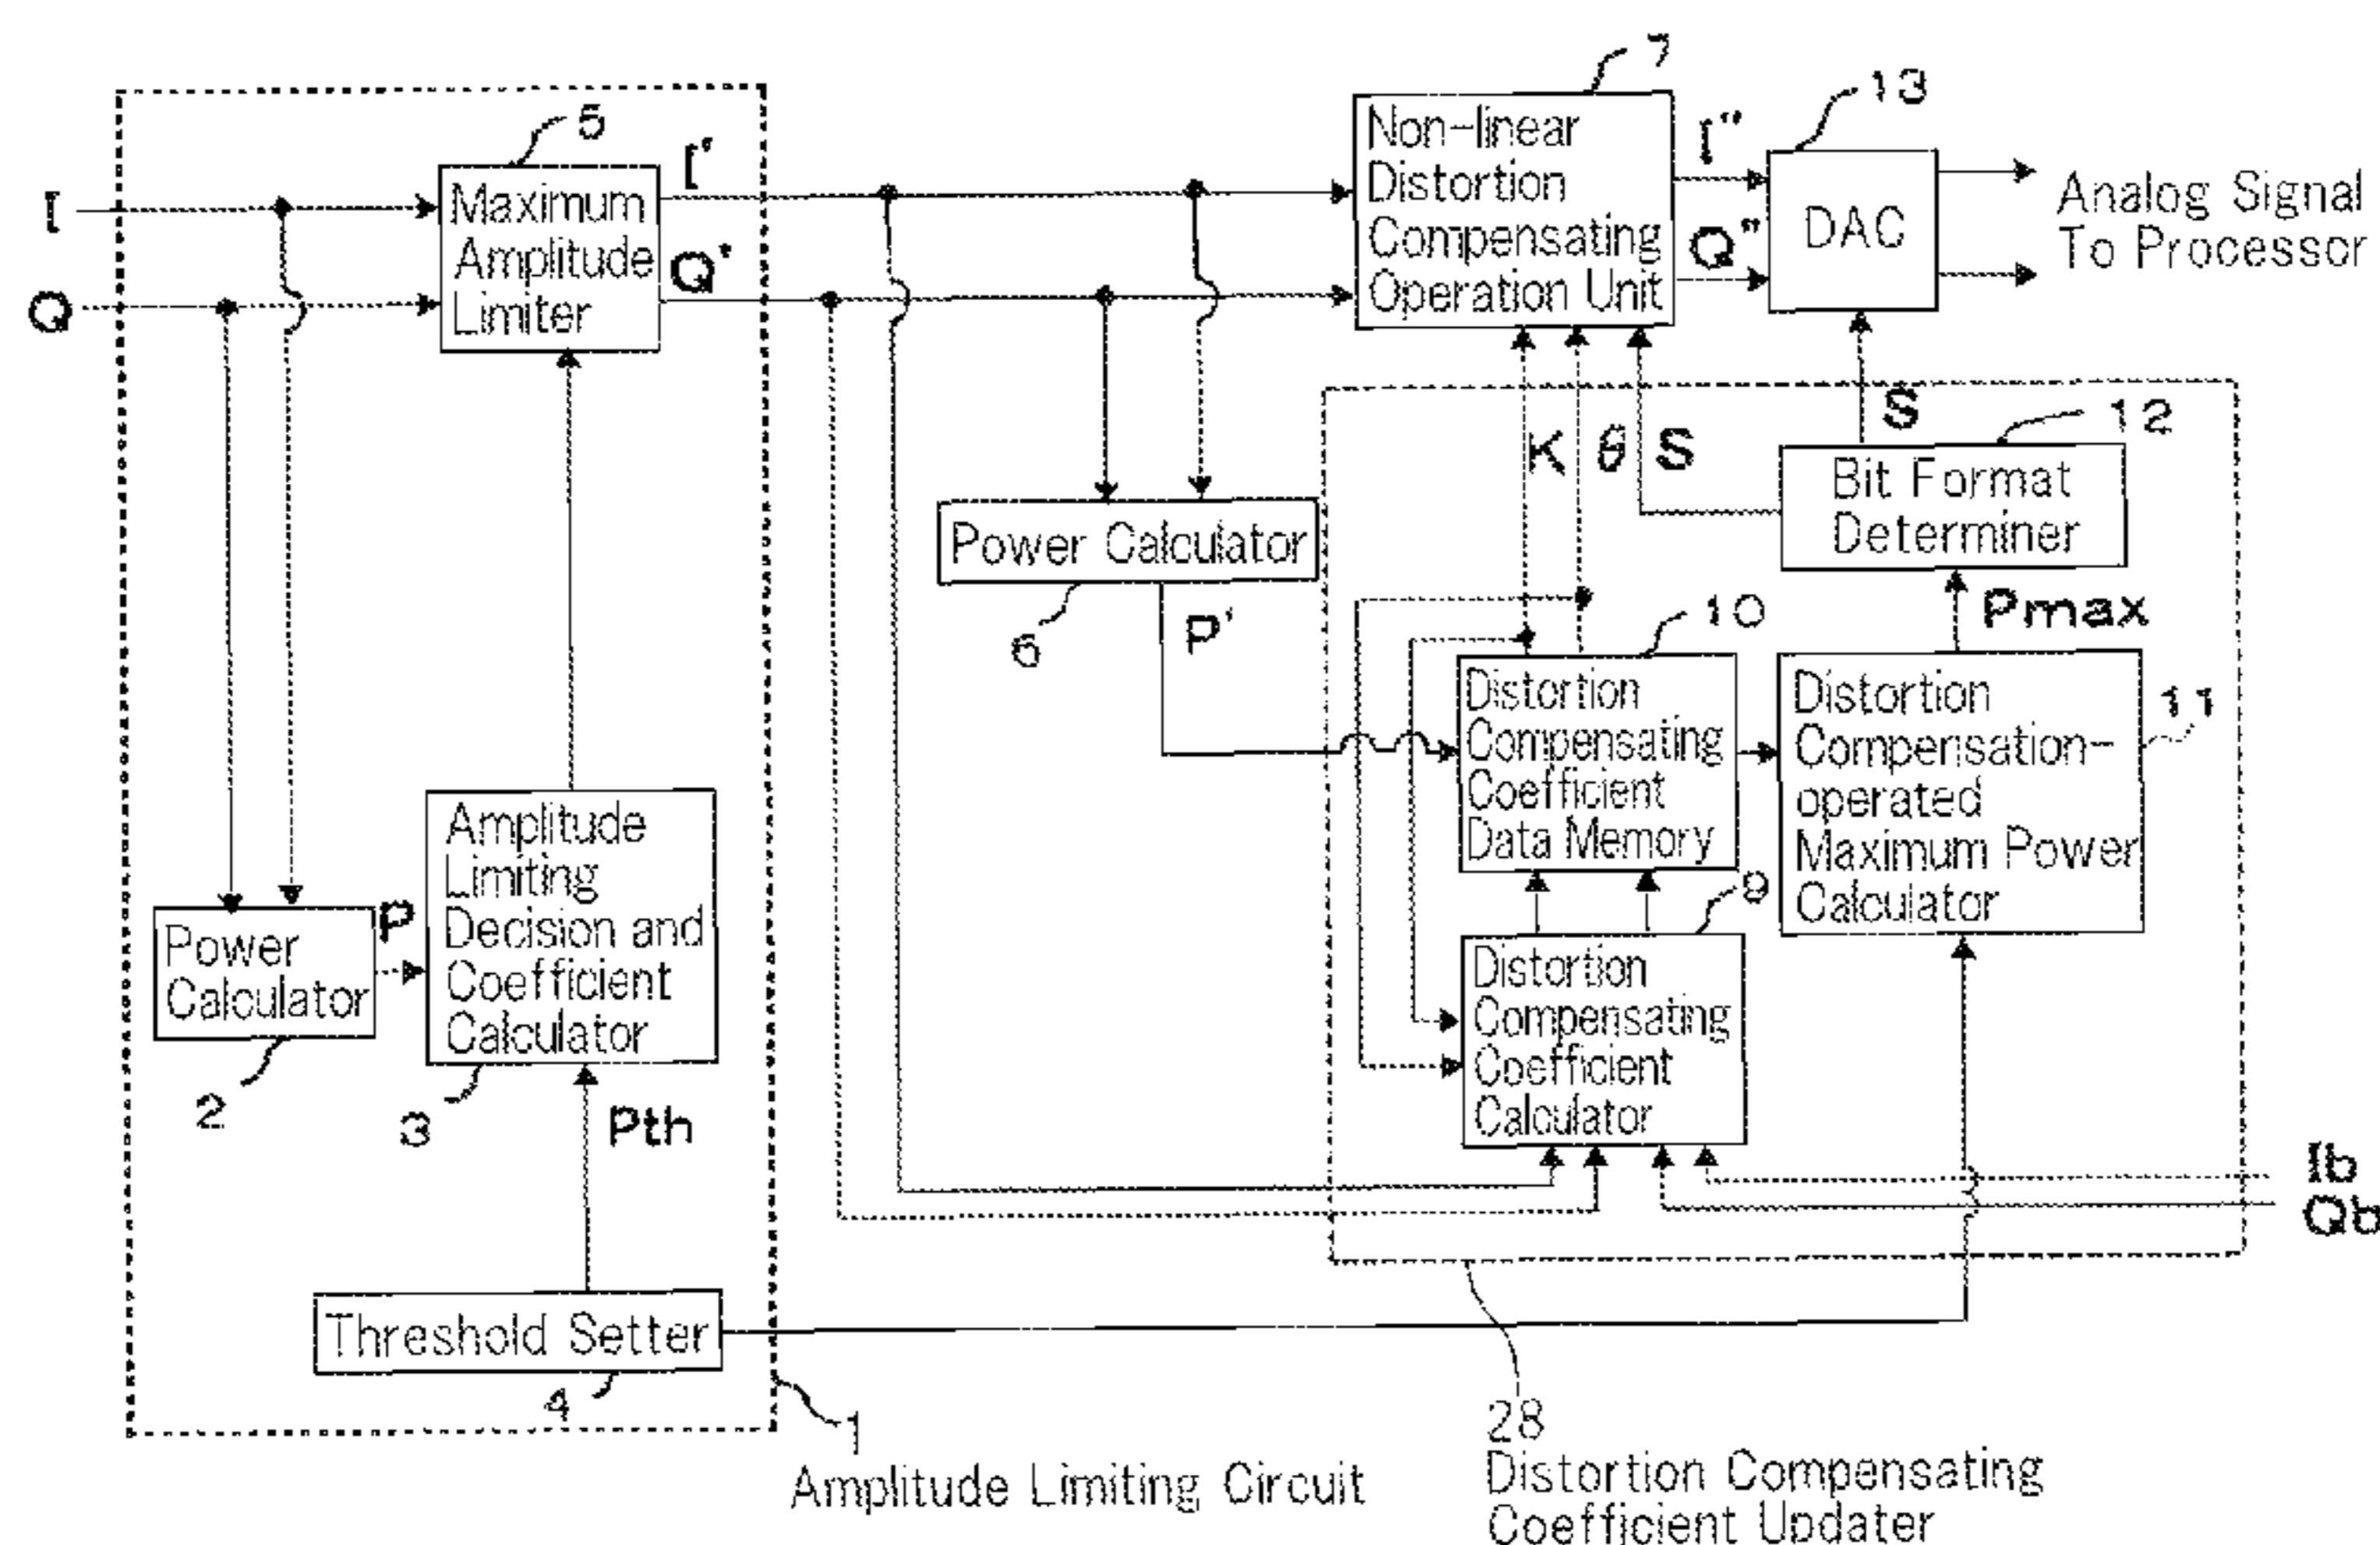 7
13
5
I
Q
Maximum
Amplitude
Limiter
I'
Q'
Non-linear
Distortion
Compensating
Operation Unit
I"
Q"
DAC
Analog Signal
To Processor
K
θ
S
S
12
Bit Format
Determiner
Power Calculator
6
P'
Pmax
10
Distortion
Compensating
Coefficient
Data Memory
11
Distortion
Compensation-
operated
Maximum Power
Calculator
9
Distortion
Compensating
Coefficient
Calculator
Power
Calculator
2
P
Amplitude
Limiting
Decision and
Coefficient
Calculator
3
Pth
Ib
Qb
Threshold Setter
4
1
Amplitude Limiting Circuit
28
Distortion Compensating
Coefficient Updater